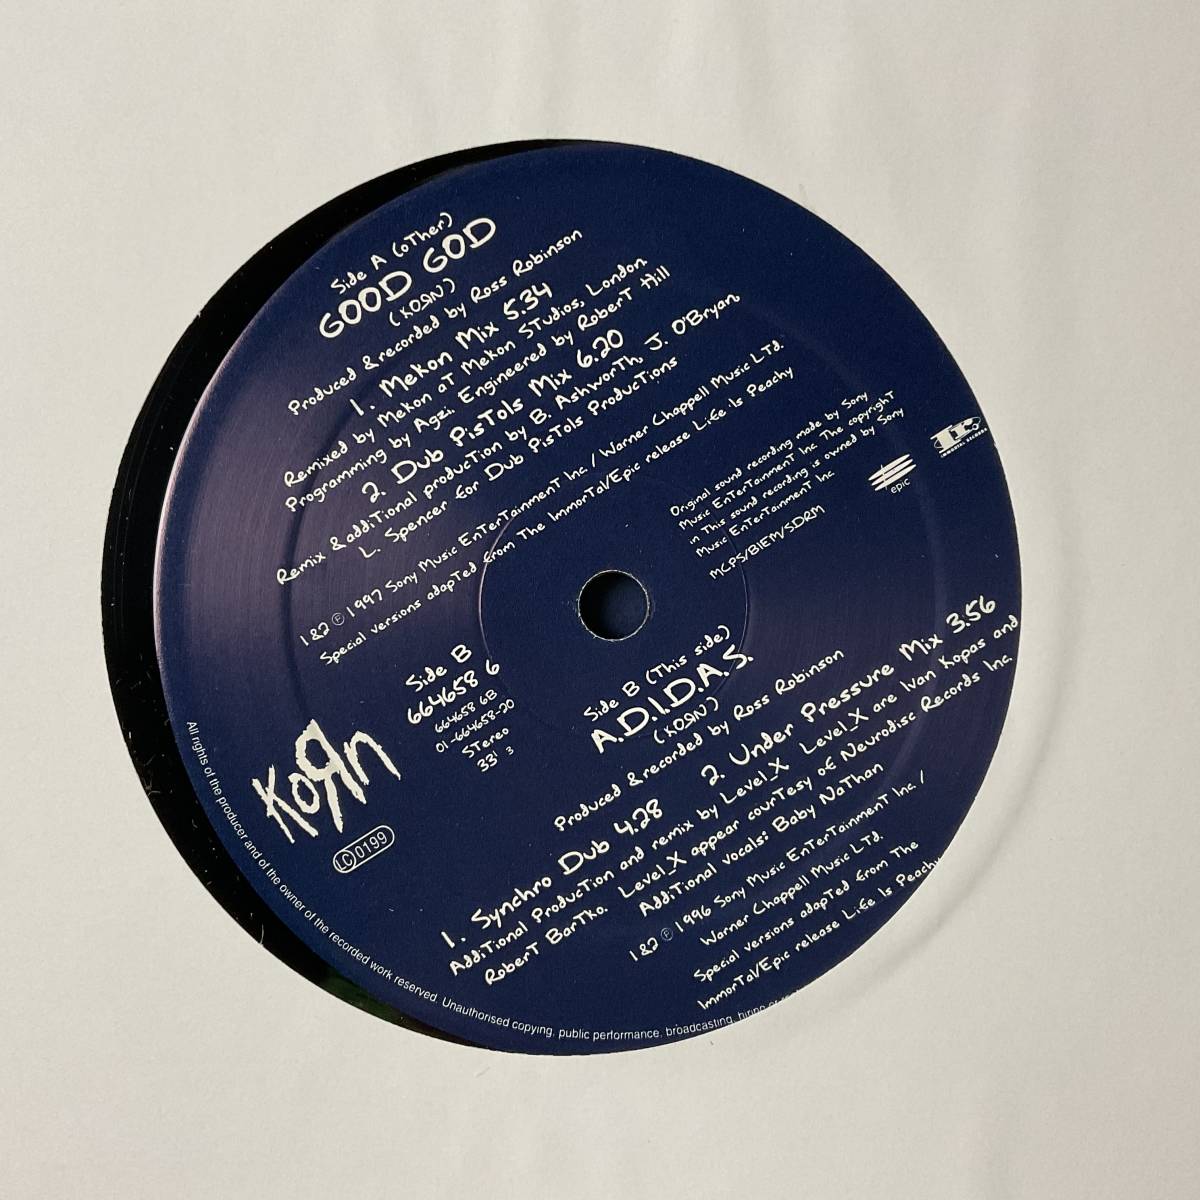 Side A (other)
GOOD GOD
(KOЯN)
Produced & recorded by Ross Robinson
1. Mekon Mix 5.34
Remixed by Mekon at Mekon Studios, London.
Programming by Agzi. Engineered by Robert Hill
2. Dub Pistols Mix 6.20
Remix & additional production by B. Ashworth, J. O'Bryan,
L. Spencer for Dub Pistols Productions
1&2 ℗ 1997 Sony Music Entertainment Inc. / Warner Chappell Music Ltd.
Special versions adapted from the Immortal/Epic release Life Is Peachy
Original sound recording made by Sony
Music Entertainment Inc The copyright
in this sound recording is owned by Sony
Music Entertainment Inc
MCPS/BIEM/SDRM
epic
IMMORTAL RECORDS
Side B
664658 6
664658 6B
01-664658-20
Stereo
KoЯn
LC 0199
Side B (This side)
A.D.I.D.A.S.
(KOЯN)
Produced & recorded by Ross Robinson
1. Synchro Dub 4.28 2. Under Pressure Mix 3.56
Additional Production and remix by Level_X Level_X are Ivan Kopas and
Robert Bartko. Level_X appear courtesy of Neurodisc Records Inc.
Additional vocals: Baby Nathan
1&2 ℗ 1996 Sony Music Entertainment Inc. /
Warner Chappell Music Ltd.
Special versions adapted from the
Immortal/Epic release Life Is Peachy
All rights of the producer and of the owner of the recorded work reserved. Unauthorised copying, public performance, broadcasting, hiring